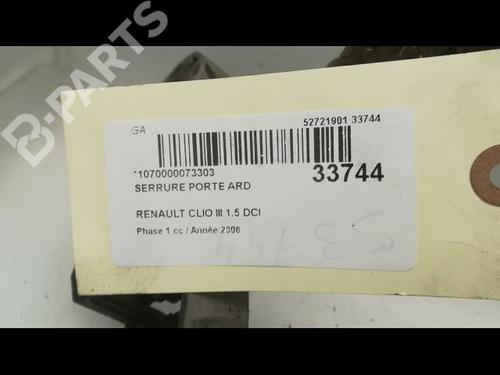 B-PARTS
GA
52721901 33744
*1070000073303
33744
SERRURE PORTE ARD
RENAULT CLIO III 1.5 DCI
Phase 1 cc / Année 2006